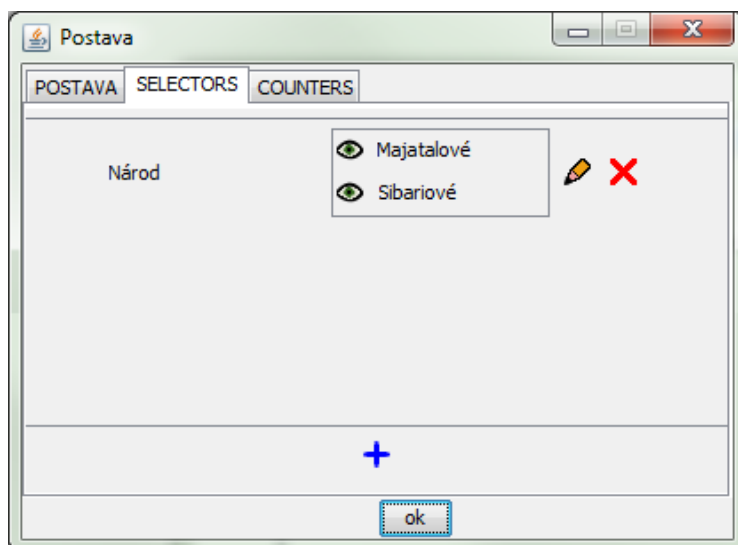 Postava
POSTAVA SELECTORS COUNTERS
Národ
Majatalové
Sibariové
ok